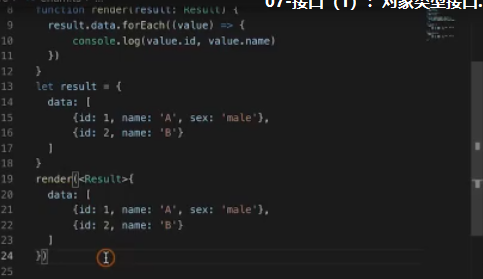 07-接口（1）：对象类型接口.
8 function render(result: Result) {
9 result.data.forEach((value) => {
10 console.log(value.id, value.name)
11 })
12 }
13 let result = {
14 data: [
15 {id: 1, name: 'A', sex: 'male'},
16 {id: 2, name: 'B'}
17 ]
18 }
19 render(<Result>{
20 data: [
21 {id: 1, name: 'A', sex: 'male'},
22 {id: 2, name: 'B'}
23 ]
24 })
25